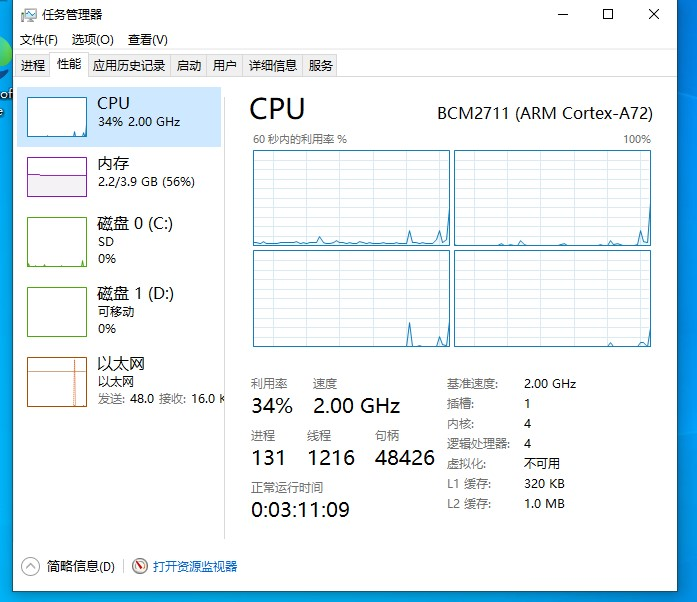 任务管理器
文件(F) 选项(O) 查看(V)
进程 性能 应用历史记录 启动 用户 详细信息 服务
CPU
34% 2.00 GHz
内存
2.2/3.9 GB (56%)
磁盘 0 (C:)
SD
0%
磁盘 1 (D:)
可移动
0%
以太网
以太网
发送: 48.0 接收: 16.0 K
CPU
BCM2711 (ARM Cortex-A72)
60 秒内的利用率 %
100%
利用率 速度
34% 2.00 GHz
进程 线程 句柄
131 1216 48426
正常运行时间
0:03:11:09
基准速度: 2.00 GHz
插槽: 1
内核: 4
逻辑处理器: 4
虚拟化: 不可用
L1 缓存: 320 KB
L2 缓存: 1.0 MB
简略信息(D)
打开资源监视器